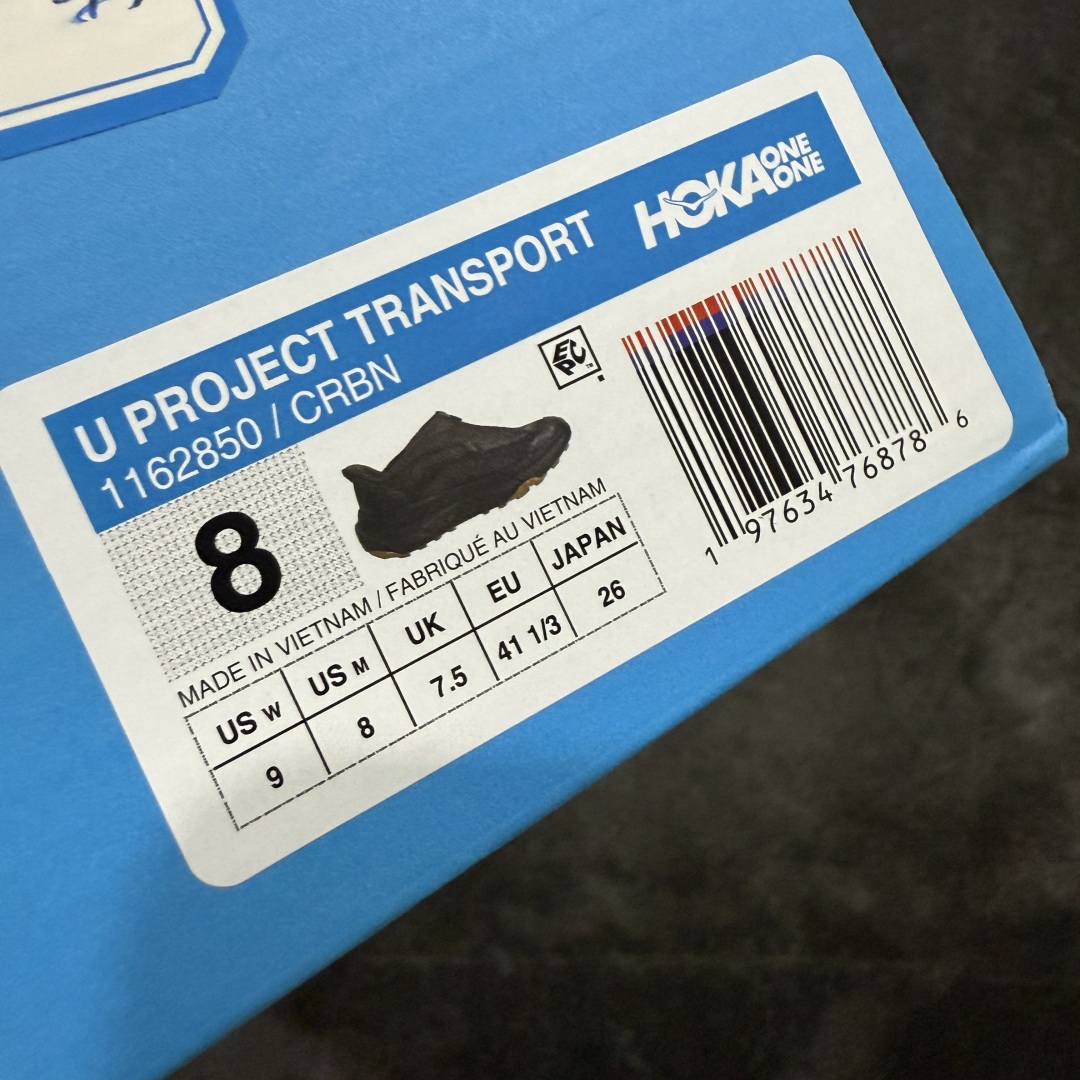 HOKA ONE ONE
U PROJECT TRANSPORT
1162850 / CRBN
EPC™
8
1 97634 76878 6
MADE IN VIETNAM / FABRIQUÉ AU VIETNAM
US W US M UK EU JAPAN
9 8 7.5 41 1/3 26